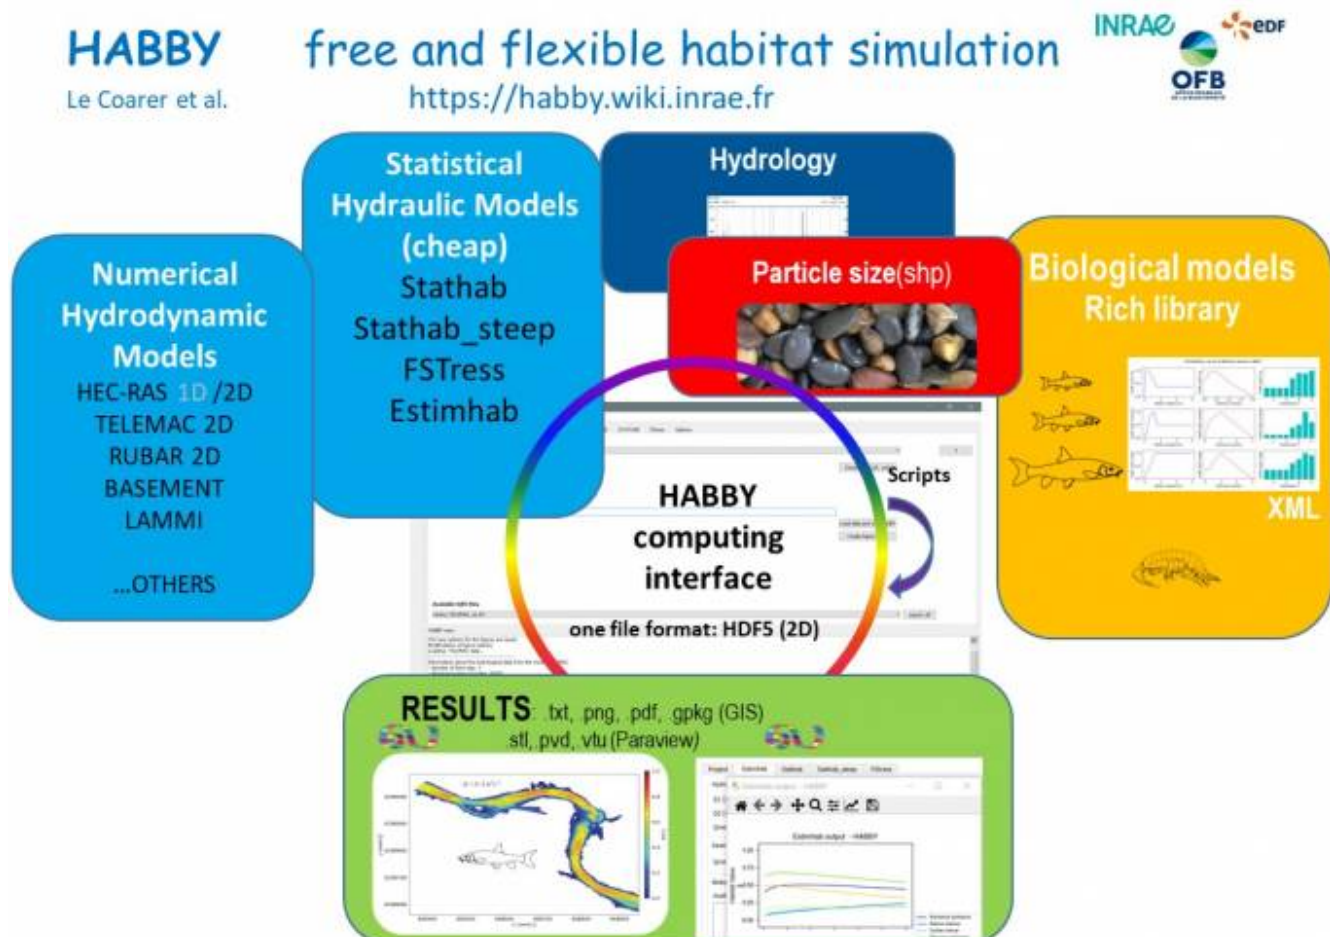 HABBY free and flexible habitat simulation
Le Coarer et al. https://habby.wiki.inrae.fr
INRAE
eDF
OFB
Statistical
Hydraulic Models
(cheap)
Stathab
Stathab_steep
FSTress
Estimhab
Hydrology
Numerical
Hydrodynamic
Models
HEC-RAS 1D /2D
TELEMAC 2D
RUBAR 2D
BASEMENT
LAMMI
...OTHERS
Particle size(shp)
Biological models
Rich library
XML
Scripts
HABBY
computing
interface
one file format: HDF5 (2D)
RESULTS: .txt, .png, .pdf, .gpkg (GIS)
.stl,.pvd,.vtu (Paraview)
Estimhab output - HABBY